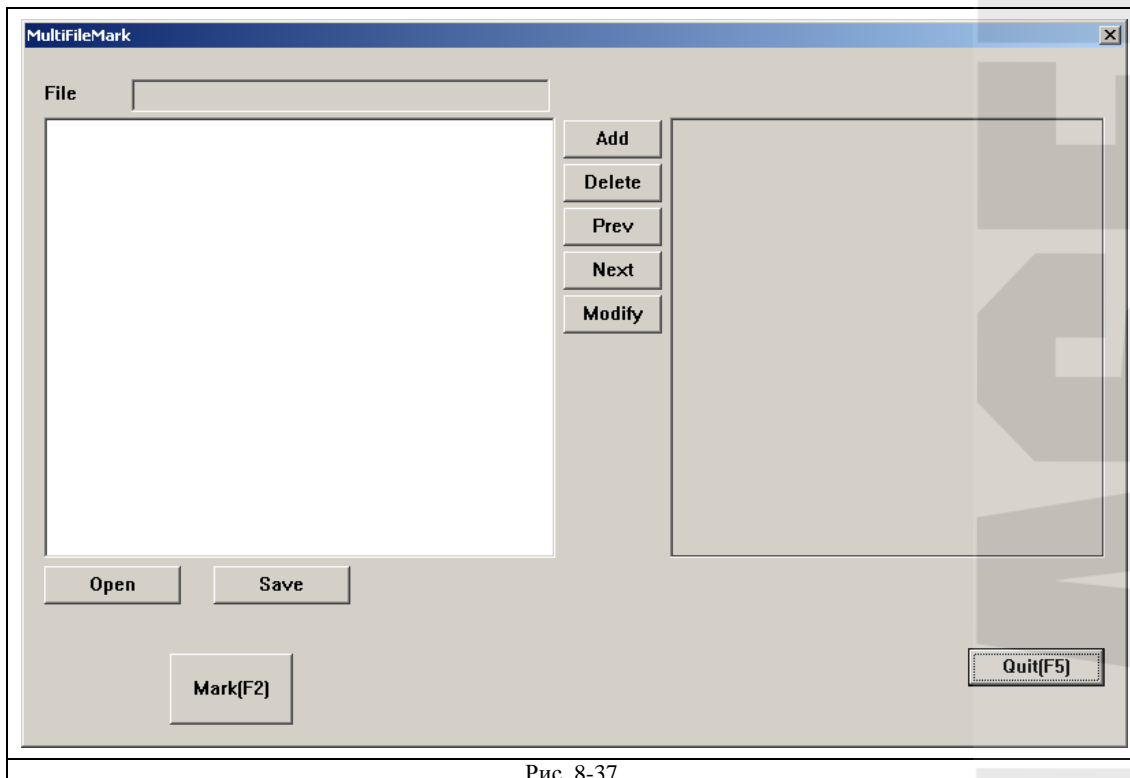 MultiFileMark
File
Add
Delete
Prev
Next
Modify
Open
Save
Mark(F2)
Quit(F5)
Рис. 8-37